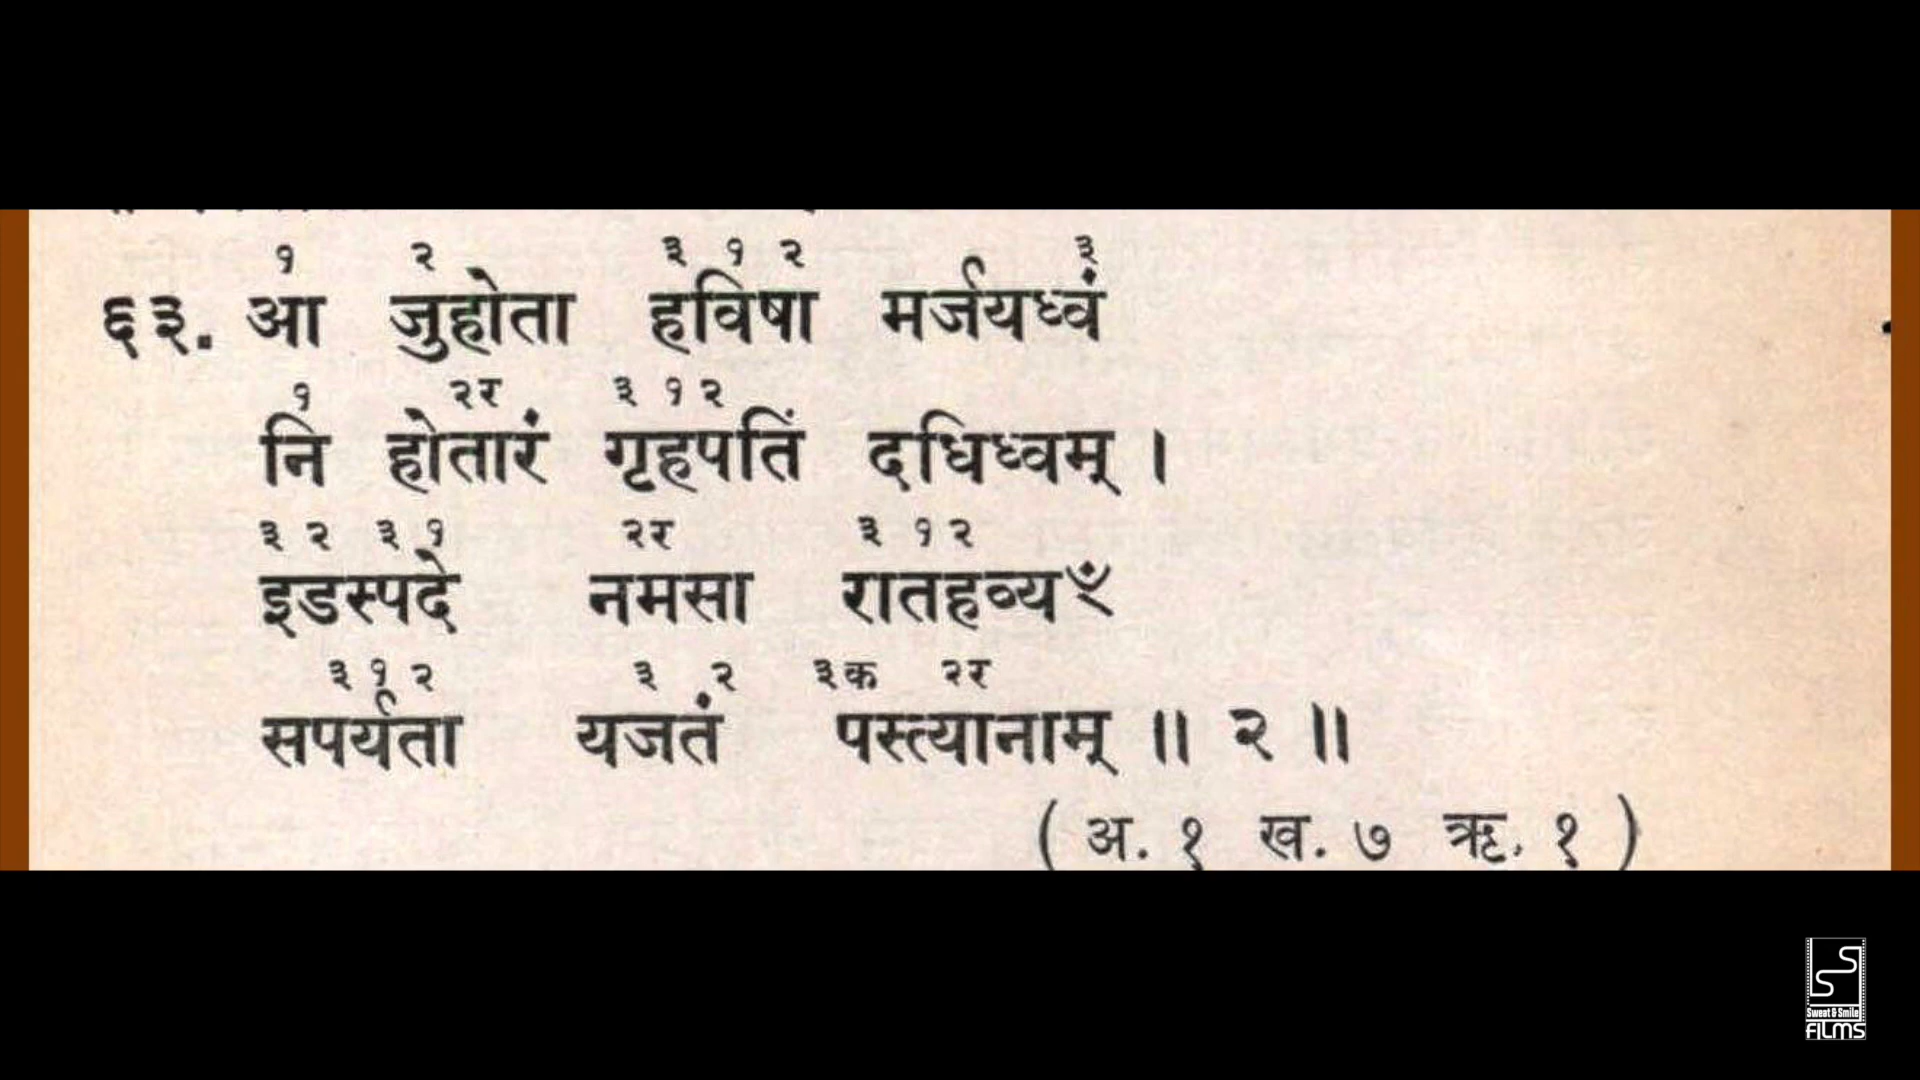 १ २ ३ १ २ ३
६३. आ जुहोता हविषा मर्जयध्वं
१ २र ३ १ २
नि होतारं गृहपतिं दधिध्वम् ।
३ २ ३ १ २र ३ १ २
इडस्पदे नमसा रातहव्यꣳ
३ १ २ ३ २ ३क २र
सपर्यता यजतं पस्त्यानाम् ॥ २ ॥
( अ. १ ख. ७ ऋ. १ )
Sweat & Smile
FILMS